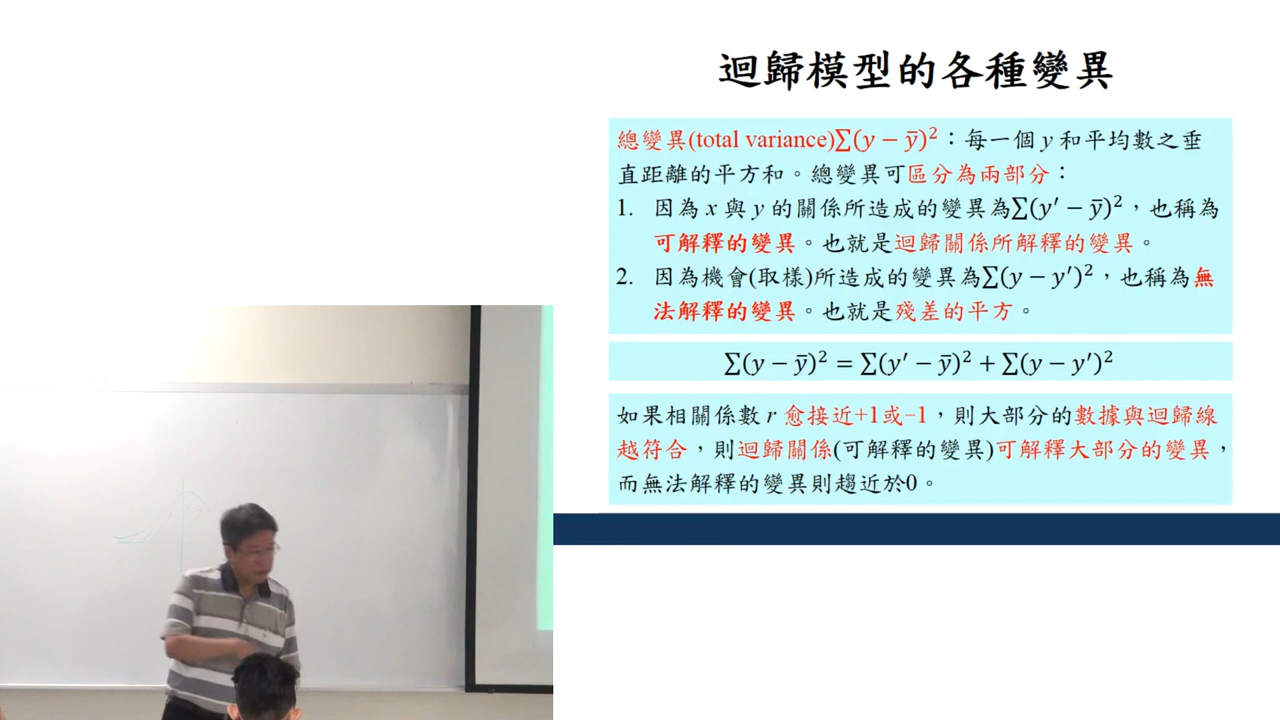 迴歸模型的各種變異
總變異(total variance)∑(y − ȳ)²：每一個 y 和平均數之垂
直距離的平方和。總變異可區分為兩部分：
1. 因為 x 與 y 的關係所造成的變異為∑(y′ − ȳ)²，也稱為
可解釋的變異。也就是迴歸關係所解釋的變異。
2. 因為機會(取樣)所造成的變異為∑(y − y′)²，也稱為無
法解釋的變異。也就是殘差的平方。
∑(y − ȳ)² = ∑(y′ − ȳ)² + ∑(y − y′)²
如果相關係數 r 愈接近+1或−1，則大部分的數據與迴歸線
越符合，則迴歸關係(可解釋的變異)可解釋大部分的變異，
而無法解釋的變異則趨近於0。